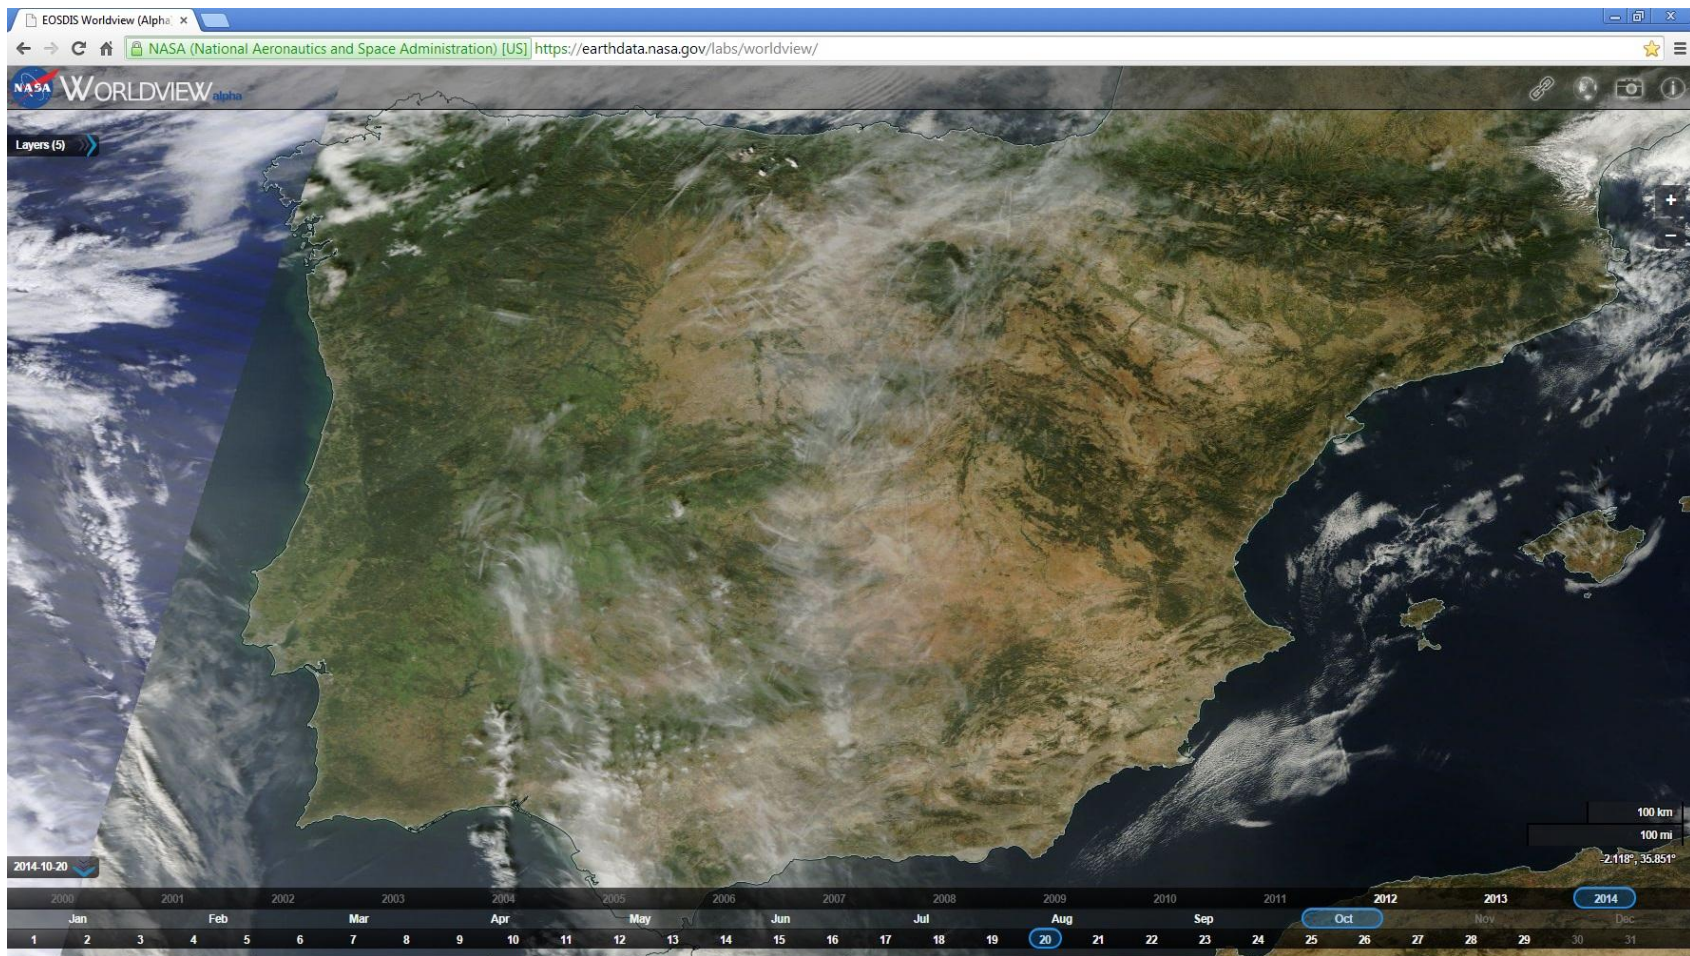 EOSDIS Worldview (Alpha
NASA (National Aeronautics and Space Administration) [US] https://earthdata.nasa.gov/labs/worldview/
NASA WORLDVIEW alpha
Layers (5)
+
−
100 km
100 mi
-2.118°, 35.851°
2014-10-20
2000 2001 2002 2003 2004 2005 2006 2007 2008 2009 2010 2011 2012 2013 2014
Jan Feb Mar Apr May Jun Jul Aug Sep Oct Nov Dec
1 2 3 4 5 6 7 8 9 10 11 12 13 14 15 16 17 18 19 20 21 22 23 24 25 26 27 28 29 30 31